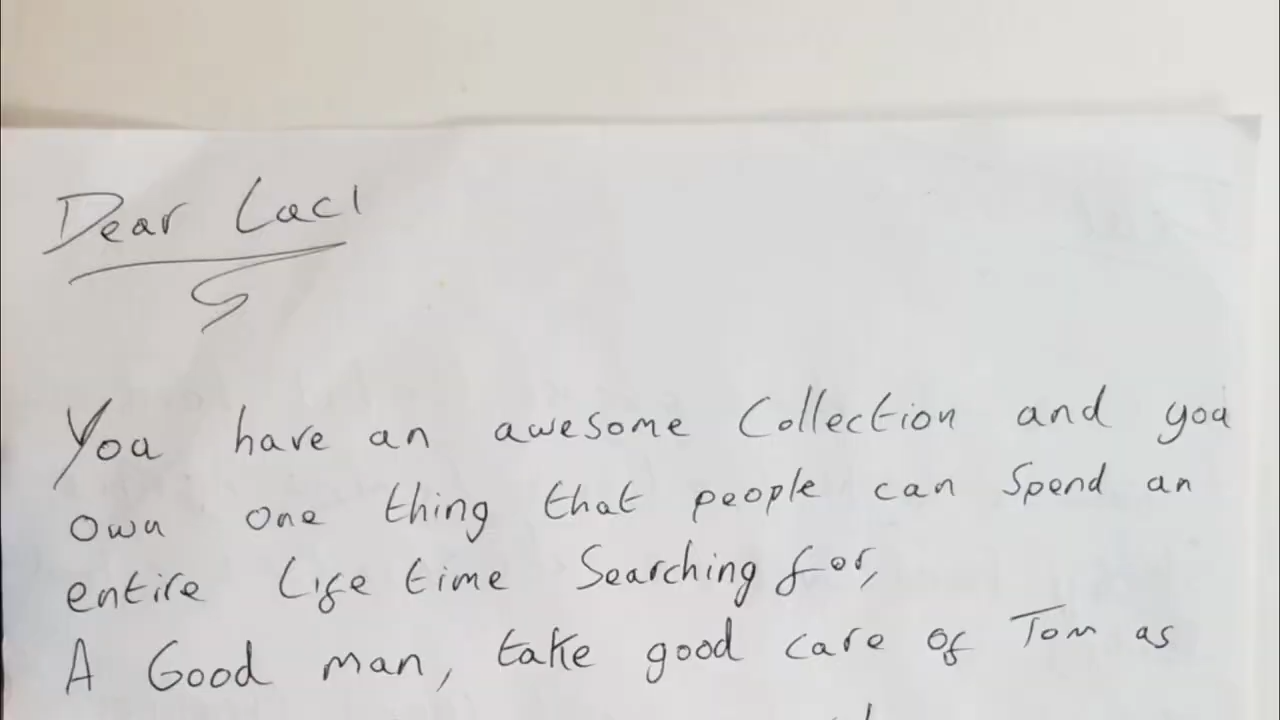 Dear Laci
You have an awesome Collection and you
own one thing that people can Spend an
entire Life time Searching for,
A Good man, take good care of Tom as